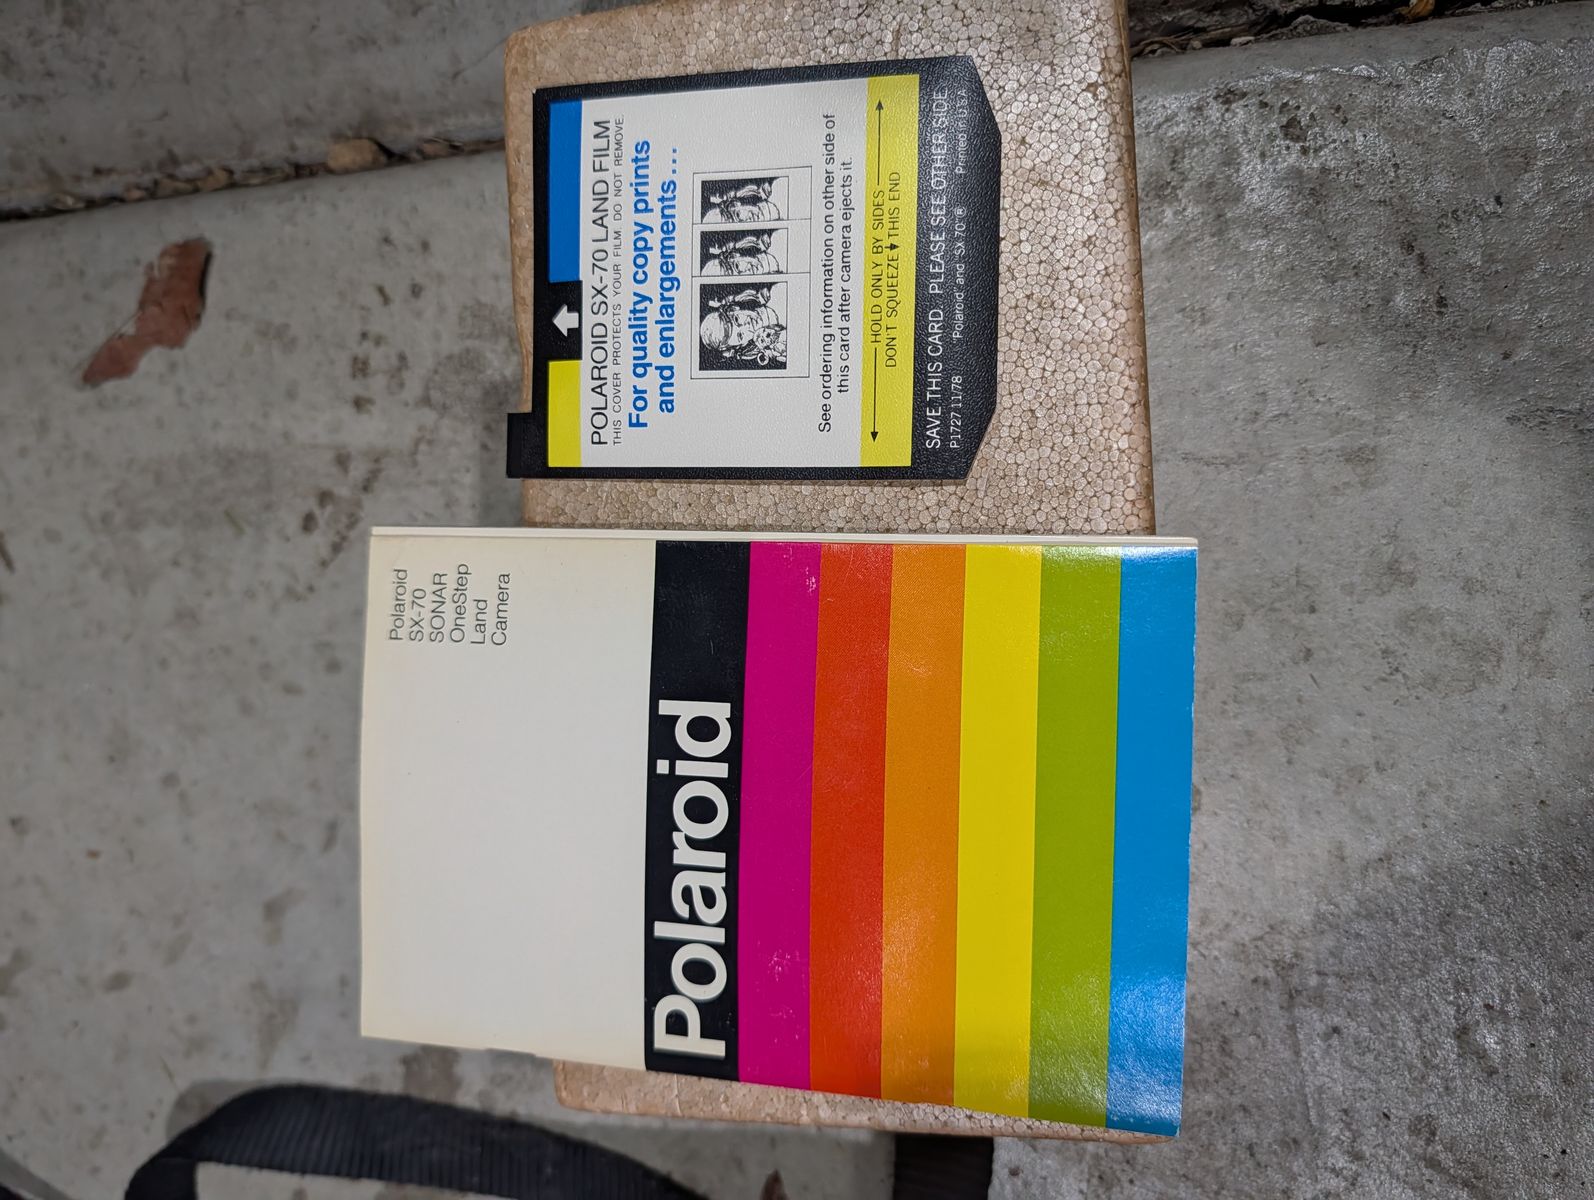 POLAROID SX-70 LAND FILM
THIS COVER PROTECTS YOUR FILM. DO NOT REMOVE.
For quality copy prints
and enlargements...
See ordering information on other side of
this card after camera ejects it.
HOLD ONLY BY SIDES
DON'T SQUEEZE THIS END
SAVE THIS CARD. PLEASE SEE OTHER SIDE.
P1727 11/78 "Polaroid" and "SX-70"® Printed in U.S.A.
Polaroid
SX-70
SONAR
OneStep
Land
Camera
Polaroid